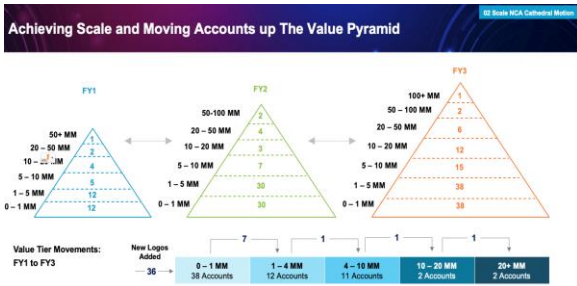 02 Scale NCA Cathedral Motion
Achieving Scale and Moving Accounts up The Value Pyramid
FY1
50+ MM
20 – 50 MM
5 – 10 MM
1 – 5 MM
0 – 1 MM
1
2
4
5
12
12
FY2
50-100 MM
20 – 50 MM
10 – 20 MM
5 – 10 MM
1 – 5 MM
0 – 1 MM
2
4
3
7
30
30
FY3
100+ MM
50 – 100 MM
20 – 50 MM
10 – 20 MM
5 – 10 MM
1 – 5 MM
0 – 1 MM
1
2
6
12
15
38
38
Value Tier Movements:
FY1 to FY3
New Logos
Added
36
7
1
1
1
0 – 1 MM
38 Accounts
1 – 4 MM
12 Accounts
4 – 10 MM
11 Accounts
10 – 20 MM
2 Accounts
20+ MM
2 Accounts